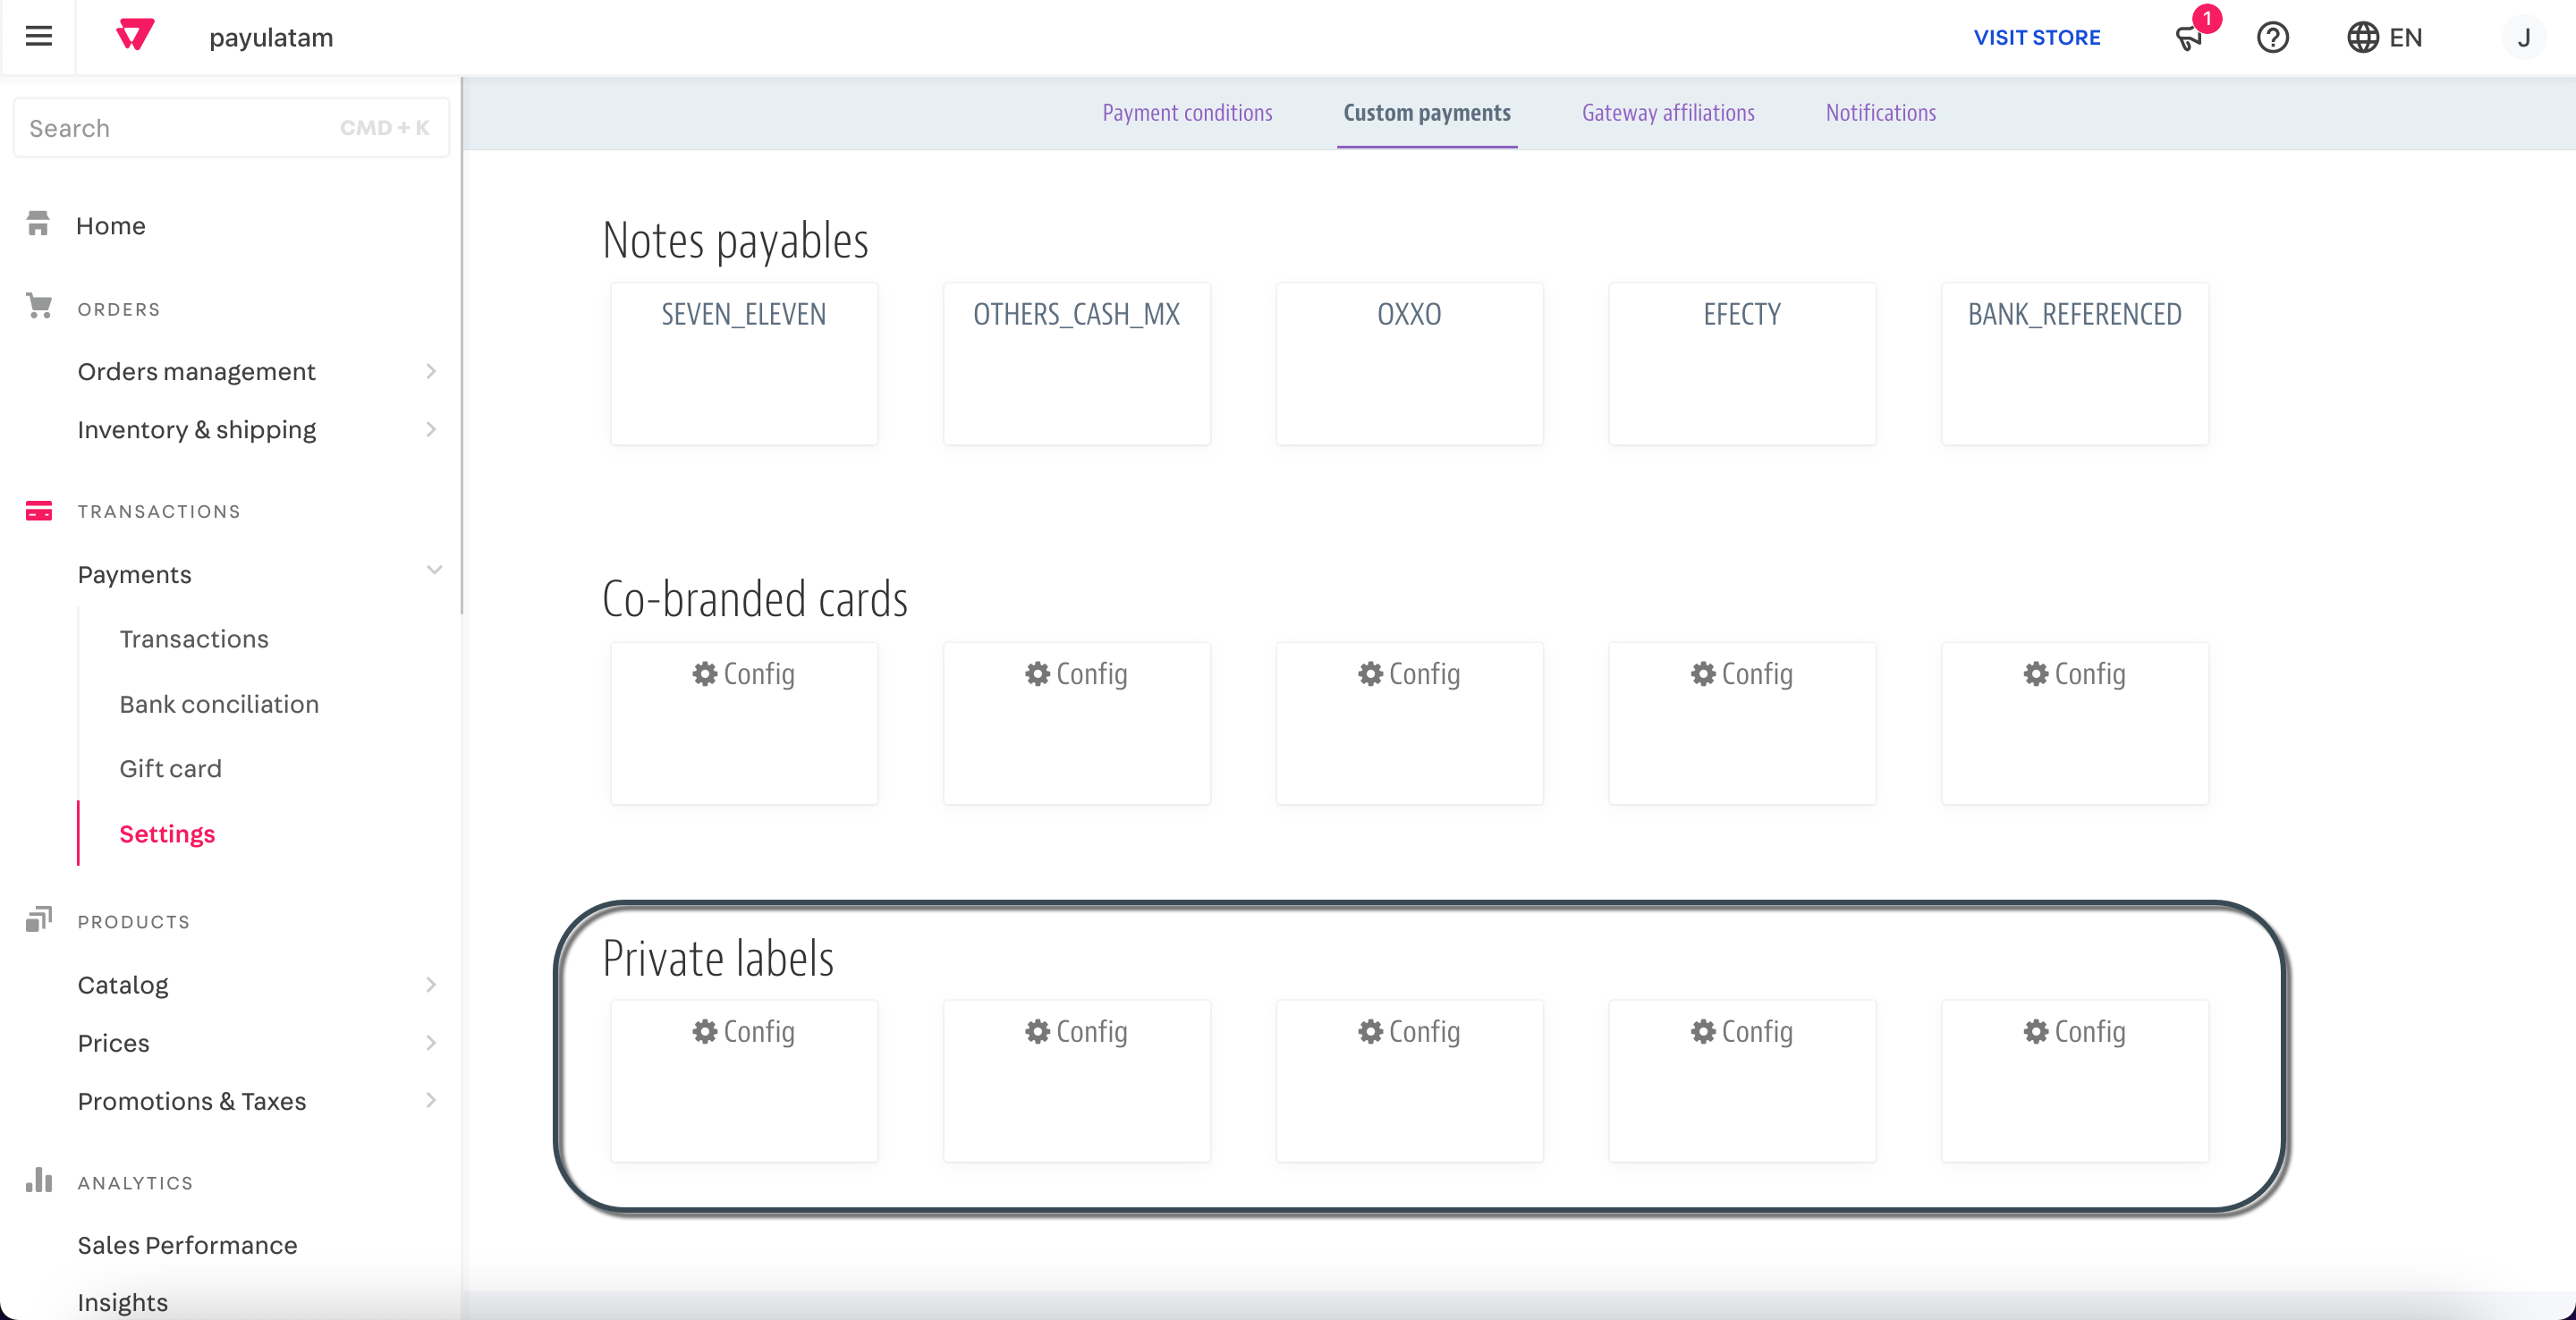 payulatam
VISIT STORE
1
EN
J
Search CMD + K
Home
ORDERS
Orders management
Inventory & shipping
TRANSACTIONS
Payments
Transactions
Bank conciliation
Gift card
Settings
PRODUCTS
Catalog
Prices
Promotions & Taxes
ANALYTICS
Sales Performance
Insights
Payment conditions Custom payments Gateway affiliations Notifications
Notes payables
SEVEN_ELEVEN OTHERS_CASH_MX OXXO EFECTY BANK_REFERENCED
Co-branded cards
Config Config Config Config Config
Private labels
Config Config Config Config Config